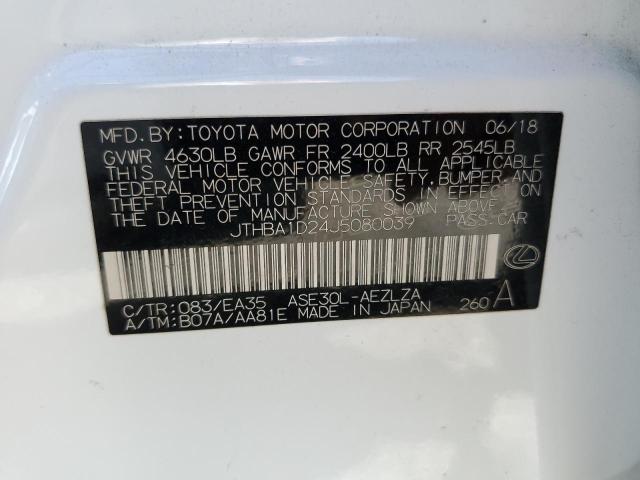 MFD. BY: TOYOTA MOTOR CORPORATION 06/18
GVWR 4630LB GAWR FR 2400LB RR 2545LB
THIS VEHICLE CONFORMS TO ALL APPLICABLE
FEDERAL MOTOR VEHICLE SAFETY, BUMPER, AND
THEFT PREVENTION STANDARDS IN EFFECT ON
THE DATE OF MANUFACTURE SHOWN ABOVE.
JTHBA1D24J5080039 PASS-CAR
C/TR: 083/EA35 ASE30L-AEZLZA
A/TM: B07A/AA81E MADE IN JAPAN 260 A